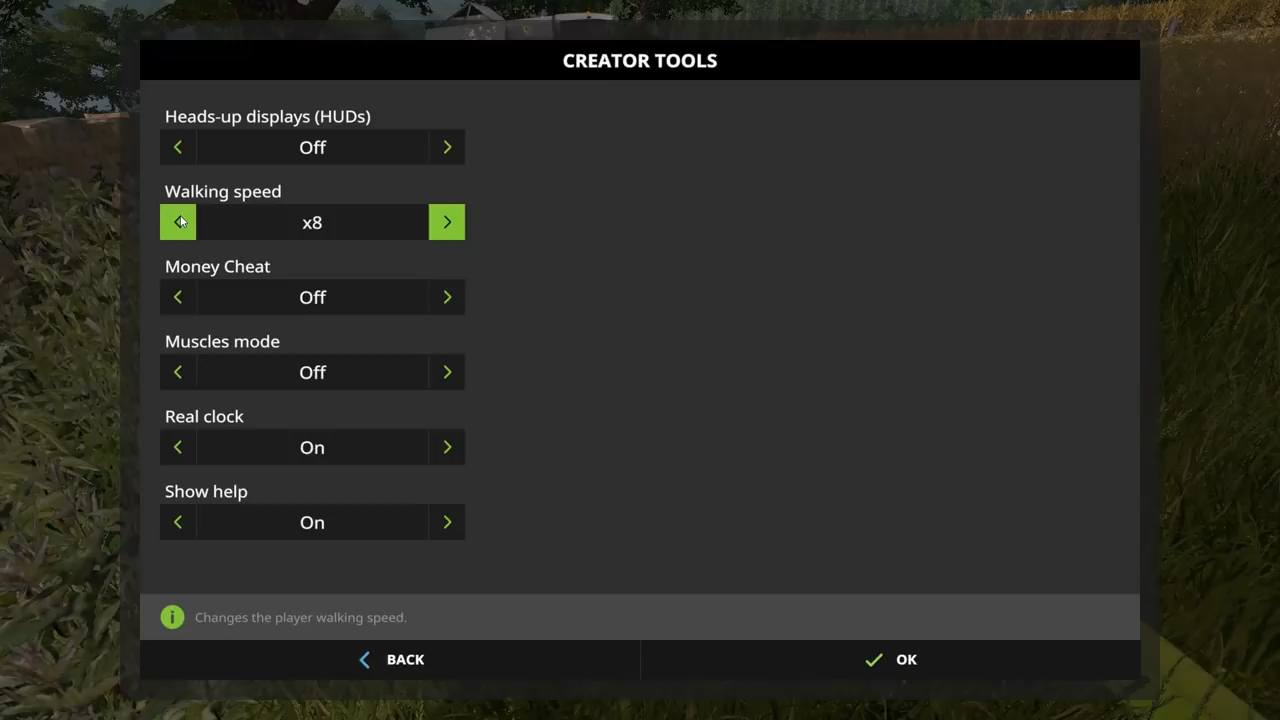 CREATOR TOOLS
Heads-up displays (HUDs)
Off
Walking speed
x8
Money Cheat
Off
Muscles mode
Off
Real clock
On
Show help
On
Changes the player walking speed.
BACK
OK